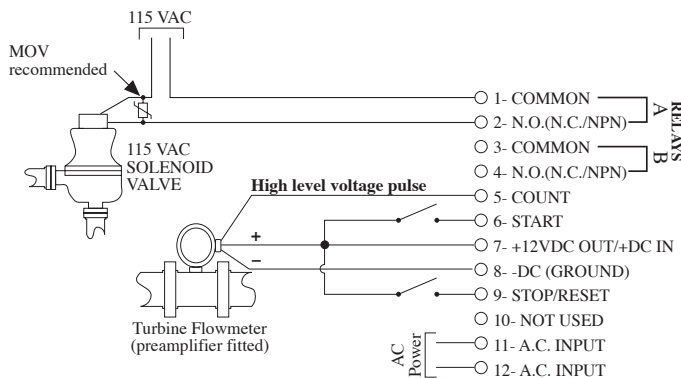 115 VAC
MOV
recommended
115 VAC
SOLENOID
VALVE
High level voltage pulse
+
–
Turbine Flowmeter
(preamplifier fitted)
1- COMMON
2- N.O.(N.C./NPN)
3- COMMON
4- N.O.(N.C./NPN)
5- COUNT
6- START
7- +12VDC OUT/+DC IN
8- -DC (GROUND)
9- STOP/RESET
10- NOT USED
11- A.C. INPUT
12- A.C. INPUT
A
B
RELAYS
AC
Power